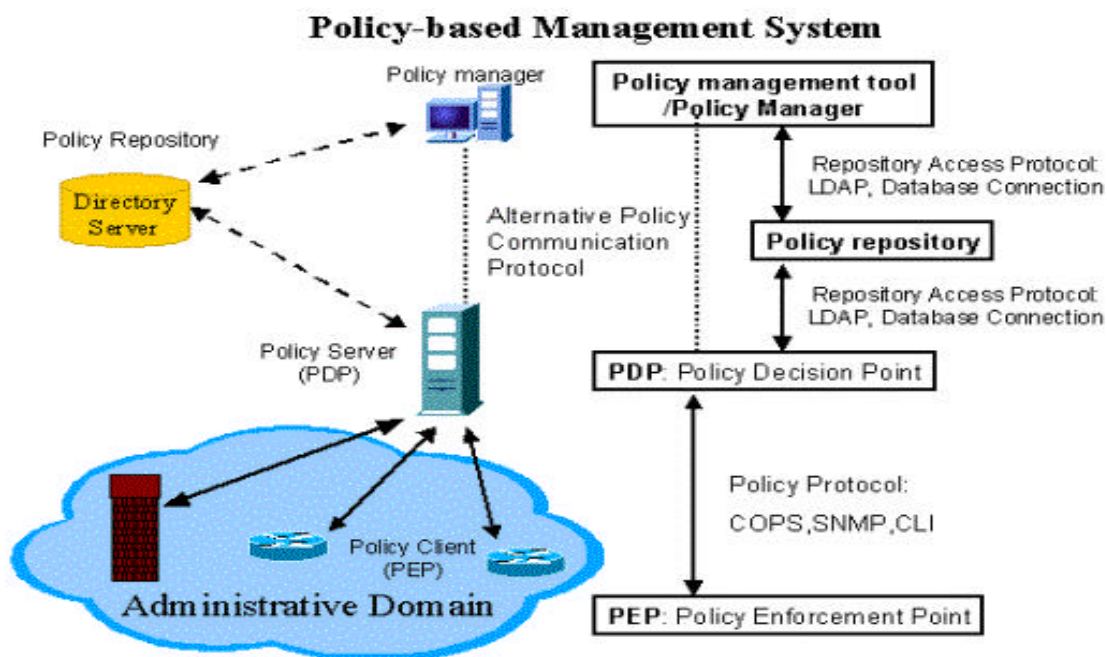 Policy-based Management System
Policy manager
Policy Repository
Directory
Server
Alternative Policy
Communication
Protocol
Policy Server
(PDP)
Policy Client
(PEP)
Administrative Domain
Policy management tool
/Policy Manager
Repository Access Protocol:
LDAP, Database Connection
Policy repository
Repository Access Protocol:
LDAP, Database Connection
PDP: Policy Decision Point
Policy Protocol:
COPS,SNMP,CLI
PEP: Policy Enforcement Point